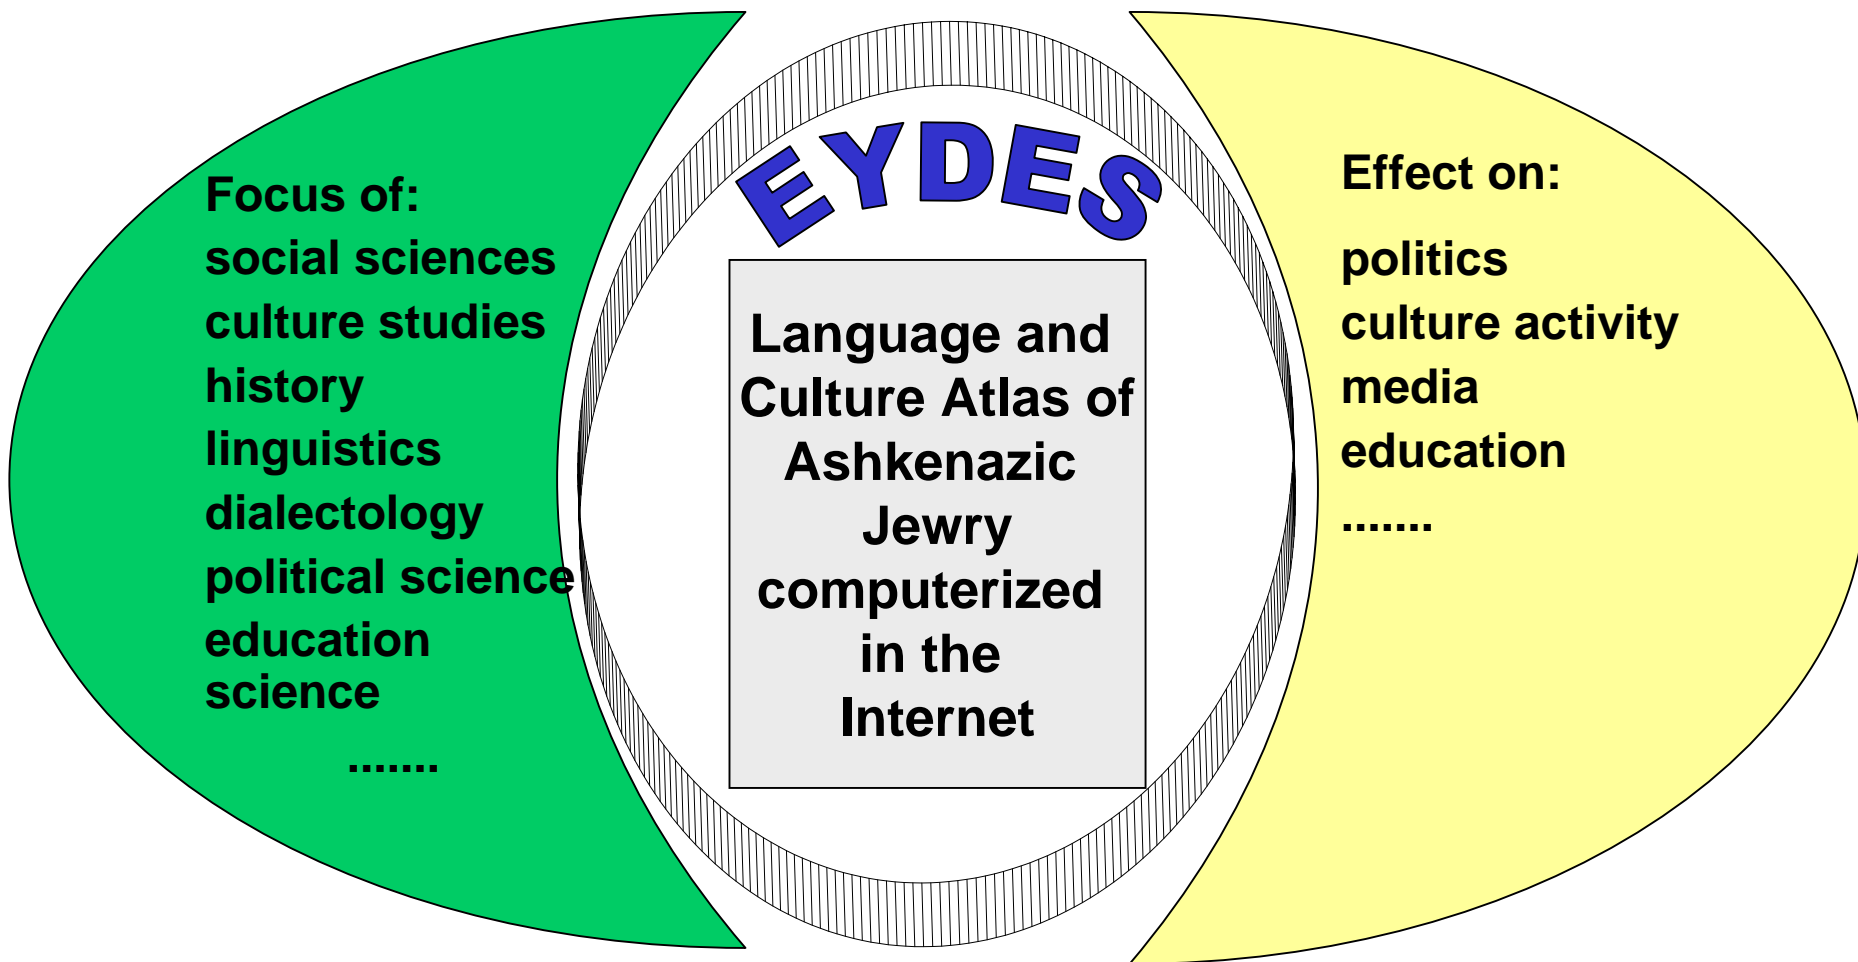 Focus of:
social sciences
culture studies
history
linguistics
dialectology
political science
education
science
.......
EYDES
Language and
Culture Atlas of
Ashkenazic
Jewry
computerized
in the
Internet
Effect on:
politics
culture activity
media
education
.......